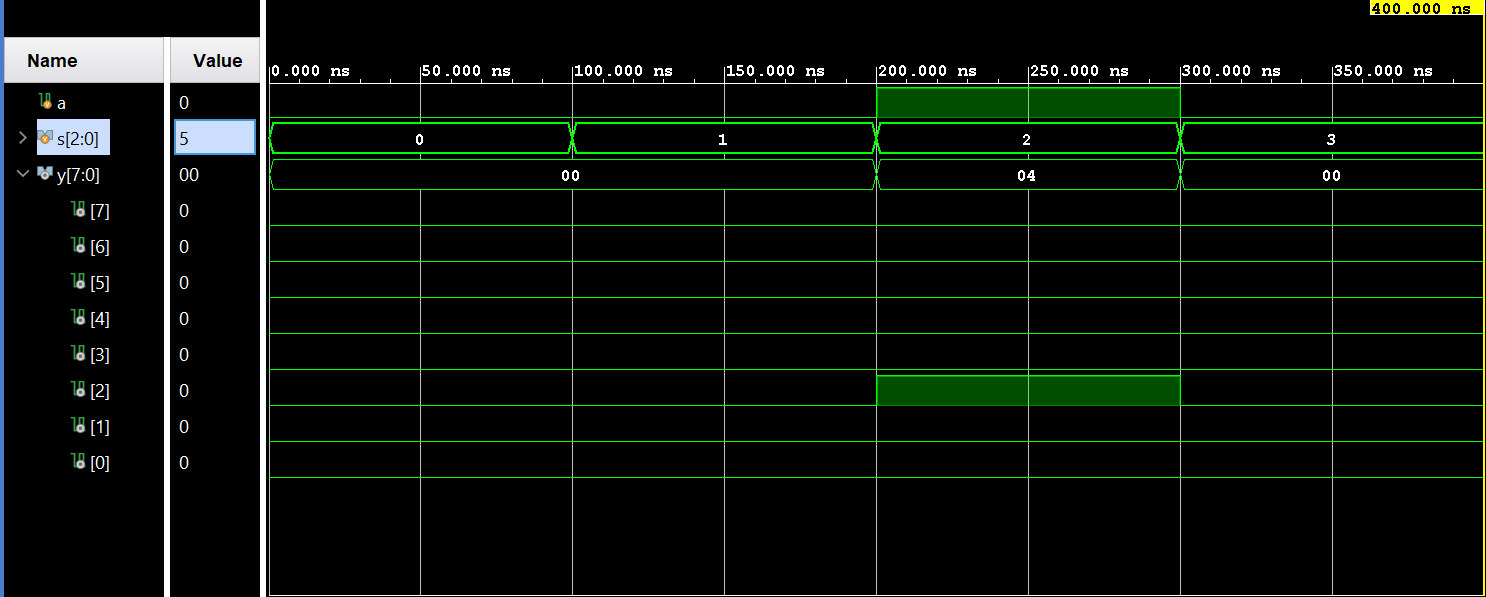 400.000 ns
Name Value
0.000 ns 50.000 ns 100.000 ns 150.000 ns 200.000 ns 250.000 ns 300.000 ns 350.000 ns
a 0
s[2:0] 5 0 1 2 3
y[7:0] 00 00 04 00
[7] 0
[6] 0
[5] 0
[4] 0
[3] 0
[2] 0
[1] 0
[0] 0